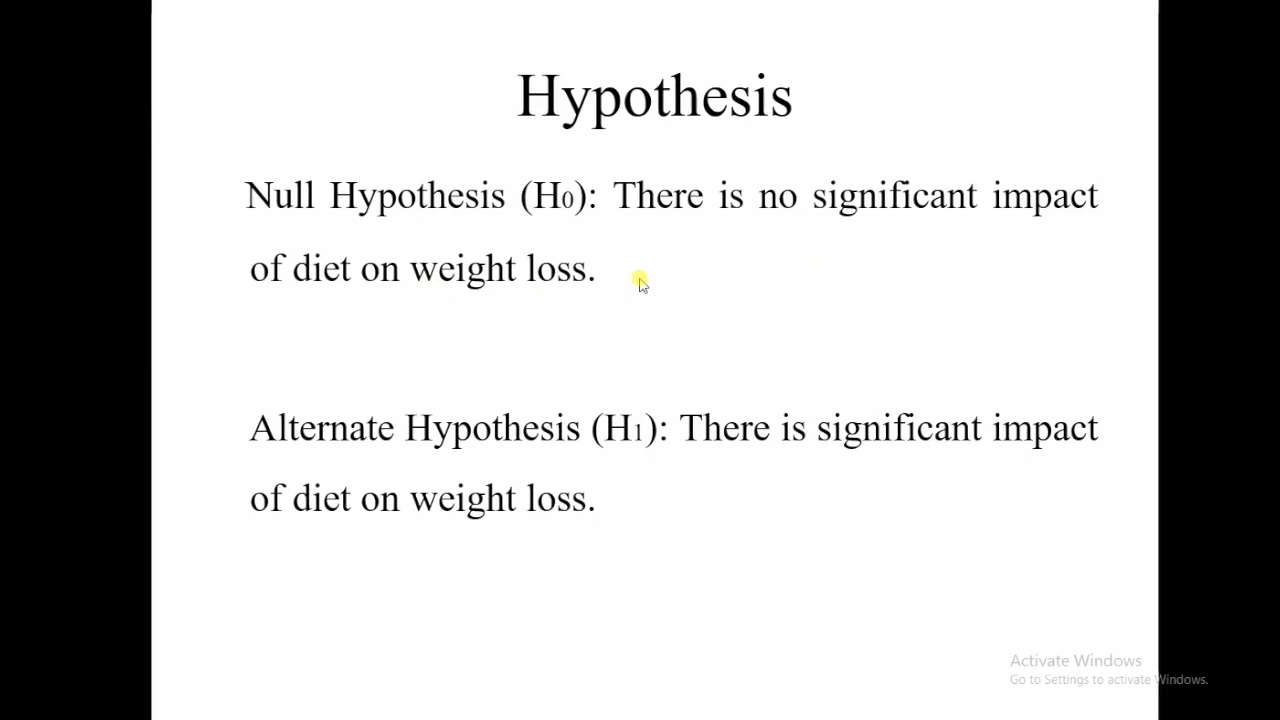 Hypothesis
Null Hypothesis (H0): There is no significant impact
of diet on weight loss.
Alternate Hypothesis (H1): There is significant impact
of diet on weight loss.
Activate Windows
Go to Settings to activate Windows.